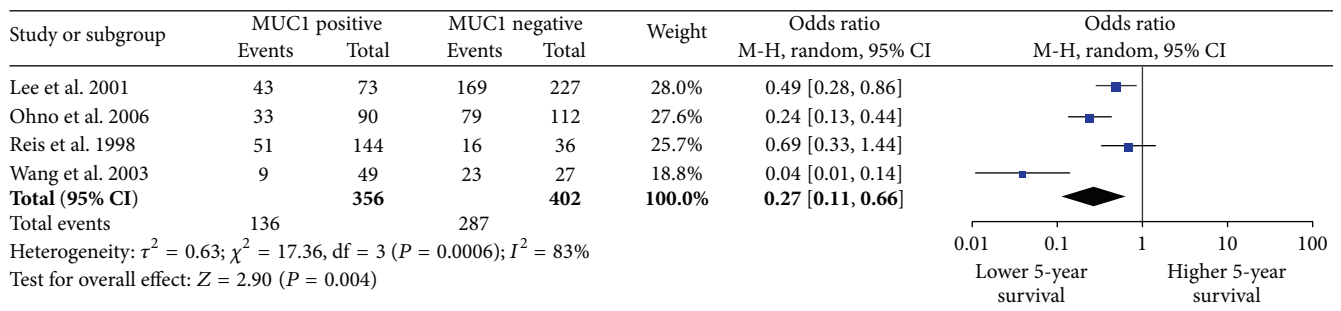 Study or subgroup MUC1 positive MUC1 negative Weight Odds ratio Odds ratio
Events Total Events Total M-H, random, 95% CI M-H, random, 95% CI
Lee et al. 2001 43 73 169 227 28.0% 0.49 [0.28, 0.86]
Ohno et al. 2006 33 90 79 112 27.6% 0.24 [0.13, 0.44]
Reis et al. 1998 51 144 16 36 25.7% 0.69 [0.33, 1.44]
Wang et al. 2003 9 49 23 27 18.8% 0.04 [0.01, 0.14]
Total (95% CI) 356 402 100.0% 0.27 [0.11, 0.66]
Total events 136 287
Heterogeneity: τ² = 0.63; χ² = 17.36, df = 3 (P = 0.0006); I² = 83%
Test for overall effect: Z = 2.90 (P = 0.004)
0.01 0.1 1 10 100
Lower 5-year Higher 5-year
survival survival